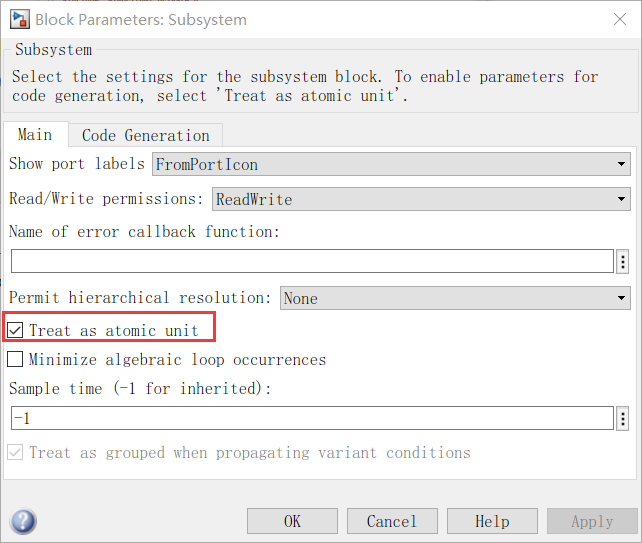 Block Parameters: Subsystem
Subsystem
Select the settings for the subsystem block. To enable parameters for
code generation, select 'Treat as atomic unit'.
Main Code Generation
Show port labels FromPortIcon
Read/Write permissions: ReadWrite
Name of error callback function:
Permit hierarchical resolution: None
Treat as atomic unit
Minimize algebraic loop occurrences
Sample time (-1 for inherited):
-1
Treat as grouped when propagating variant conditions
? OK Cancel Help Apply